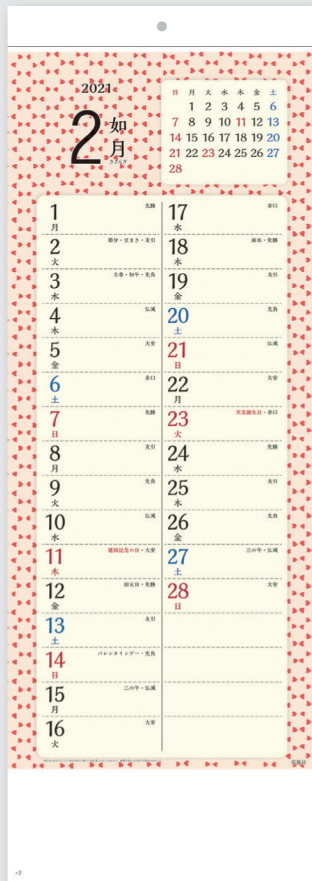 2021
2 如月
きさらぎ
日 月 火 水 木 金 土
1 2 3 4 5 6
7 8 9 10 11 12 13
14 15 16 17 18 19 20
21 22 23 24 25 26 27
28
1 月 先勝
2 火 節分・豆まき・友引
3 水 立春・初午・先負
4 木 仏滅
5 金 大安
6 土 赤口
7 日 先勝
8 月 友引
9 火 先負
10 水 仏滅
11 木 建国記念の日・大安
12 金 旧元日・先勝
13 土 友引
14 日 バレンタインデー・先負
15 月 二の午・仏滅
16 火 大安
17 水 赤口
18 木 雨水・先勝
19 金 友引
20 土 先負
21 日 仏滅
22 月 大安
23 火 天皇誕生日・赤口
24 水 先勝
25 木 友引
26 金 先負
27 土 三の午・仏滅
28 日 大安